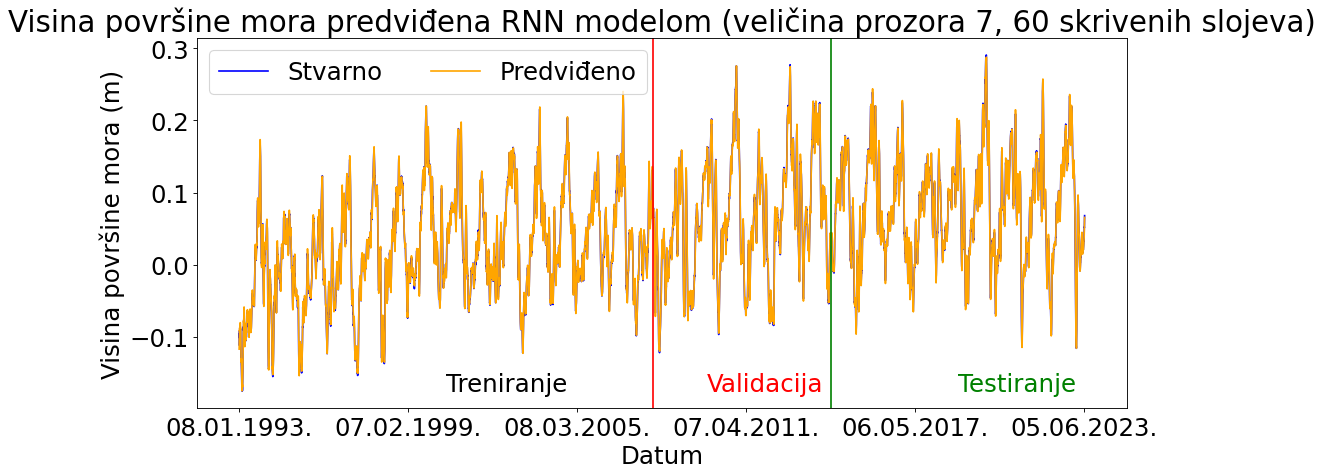 Visina površine mora predviđena RNN modelom (veličina prozora 7, 60 skrivenih slojeva)
Stvarno Predviđeno
Visina površine mora (m)
0.3
0.2
0.1
0.0
−0.1
Treniranje Validacija Testiranje
08.01.1993. 07.02.1999. 08.03.2005. 07.04.2011. 06.05.2017. 05.06.2023.
Datum